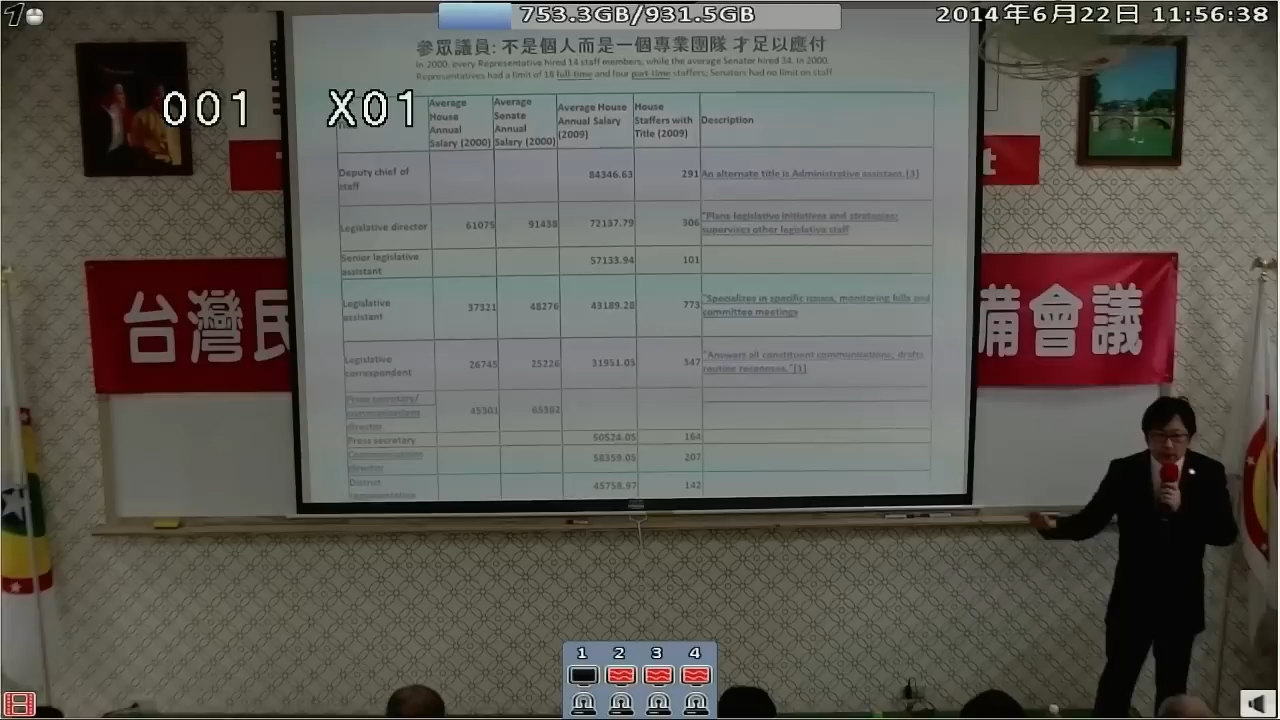 753.3GB/931.5GB
2014年6月22日 11:56:38
001 X01
參眾議員: 不是個人而是一個專業團隊 才足以應付
In 2000, every Representative hired 14 staff members, while the average Senator hired 34. In 2000,
Representatives had a limit of 18 full-time and four part-time staffers; Senators had no limit on staff
Average House Annual Salary (2000) Average Senate Annual Salary (2000) Average House Annual Salary (2009) House Staffers with Title (2009) Description
Deputy chief of staff 84346.63 291 An alternate title is Administrative assistant.[3]
Legislative director 61075 91438 72137.79 306 "Plans legislative initiatives and strategies; supervises other legislative staff
Senior legislative assistant 57133.94 101
Legislative assistant 37321 48276 43189.28 773 "Specializes in specific issues, monitoring bills and committee meetings
Legislative correspondent 26745 25226 31951.05 347 "Answers all constituent communications; drafts routine responses."[3]
Press secretary/ communications director 45301 65362
Press secretary 50524.05 164
Communications director 58359.05 207
District representative 45758.97 142
台灣民
備會議
t
1 2 3 4